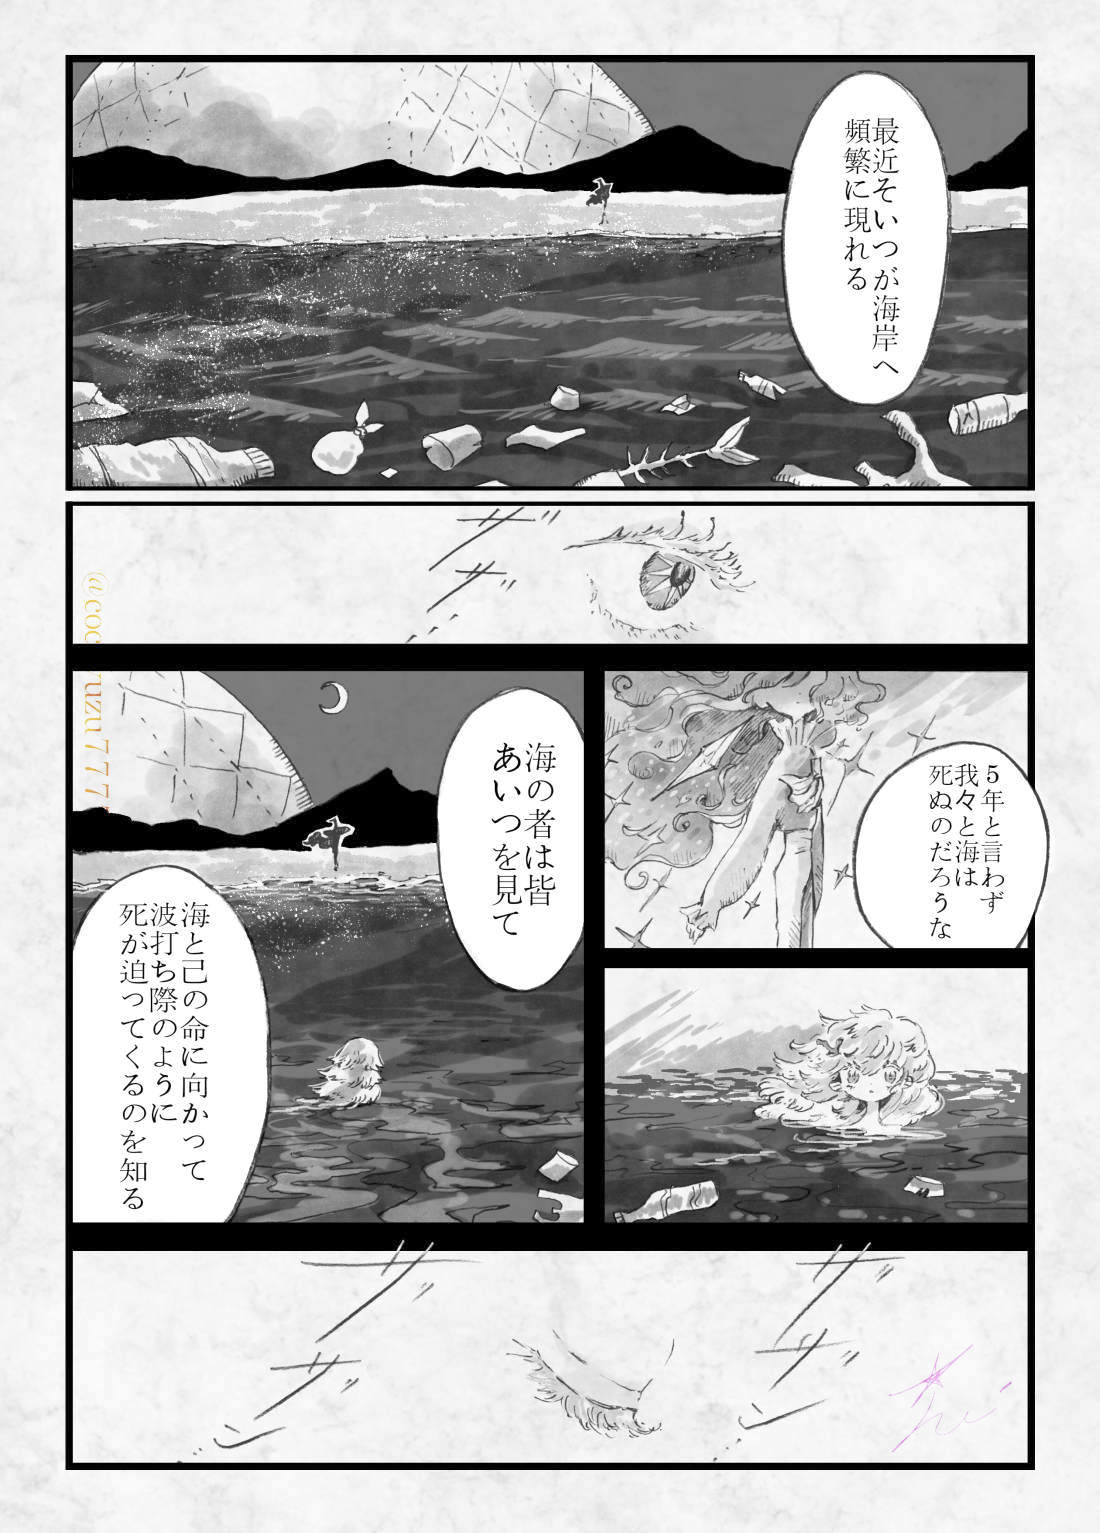 最近そいつが海岸へ
頻繁に現れる
ザザ
5年と言わず
我々と海は
死ぬのだろうな
海の者は皆
あいつを見て
海と己の命に向かって
波打ち際のように
死が迫ってくるのを知る
ザザン
ザザン